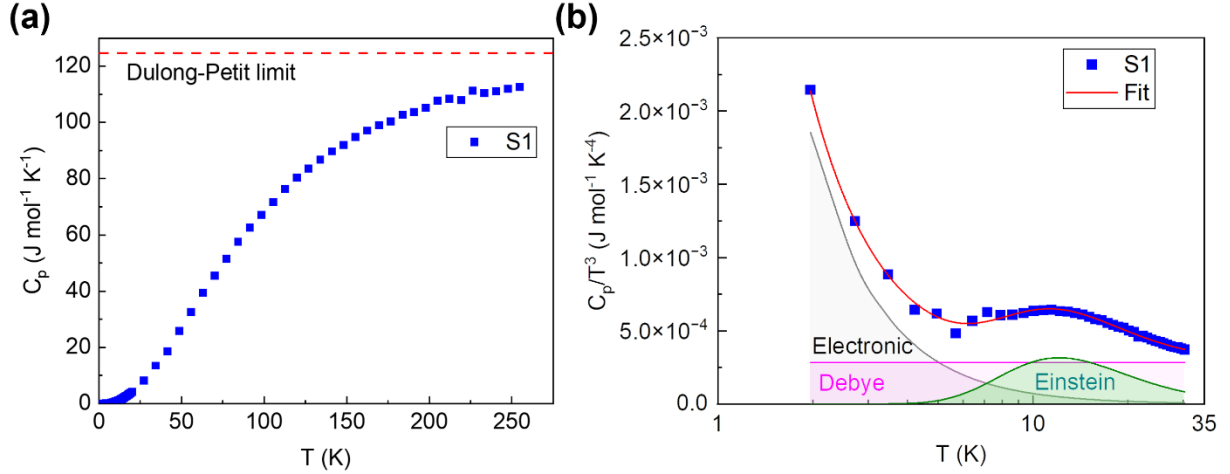 (a)
120
100
80
60
40
20
0
C_p (J mol⁻¹ K⁻¹)
Dulong-Petit limit
S1
0 50 100 150 200 250
T (K)
(b)
2.5×10⁻³
2.0×10⁻³
1.5×10⁻³
1.0×10⁻³
5.0×10⁻⁴
0.0
C_p/T³ (J mol⁻¹ K⁻⁴)
S1
Fit
Electronic
Debye
Einstein
1 10 35
T (K)